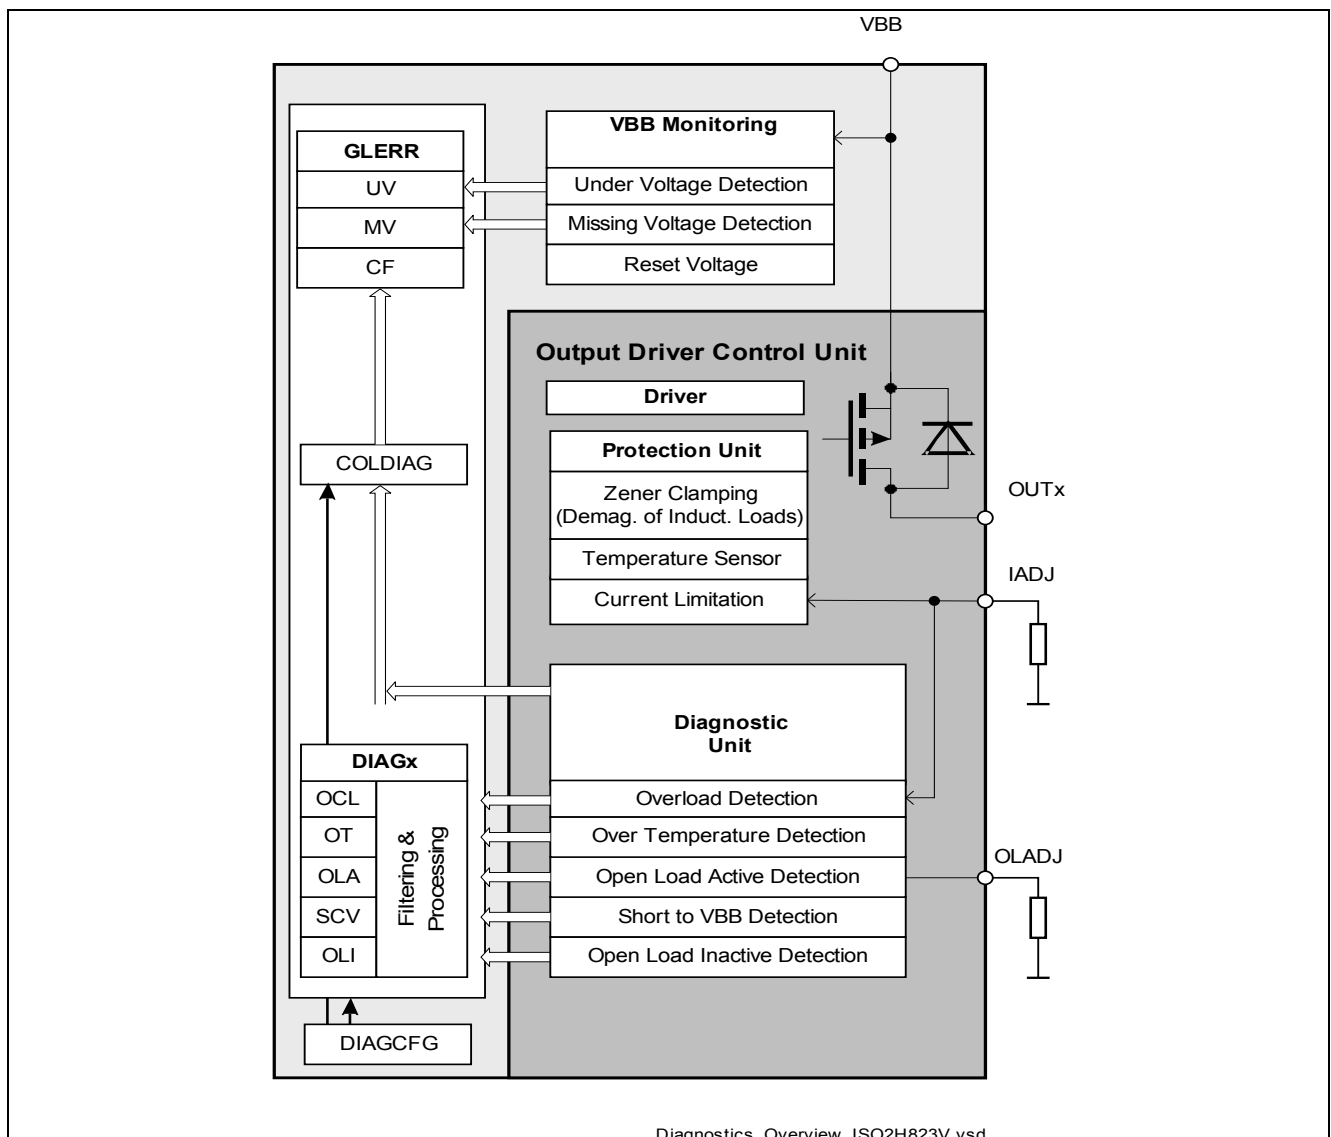 VBB
VBB Monitoring
Under Voltage Detection
Missing Voltage Detection
Reset Voltage
GLERR
UV
MV
CF
Output Driver Control Unit
Driver
Protection Unit
Zener Clamping
(Demag. of Induct. Loads)
Temperature Sensor
Current Limitation
COLDIAG
OUTx
IADJ
Diagnostic
Unit
Overload Detection
Over Temperature Detection
Open Load Active Detection
Short to VBB Detection
Open Load Inactive Detection
DIAGx
OCL
OT
OLA
SCV
OLI
Filtering &
Processing
OLADJ
DIAGCFG
Diagnostics_Overview_ISO2H823V.vsd